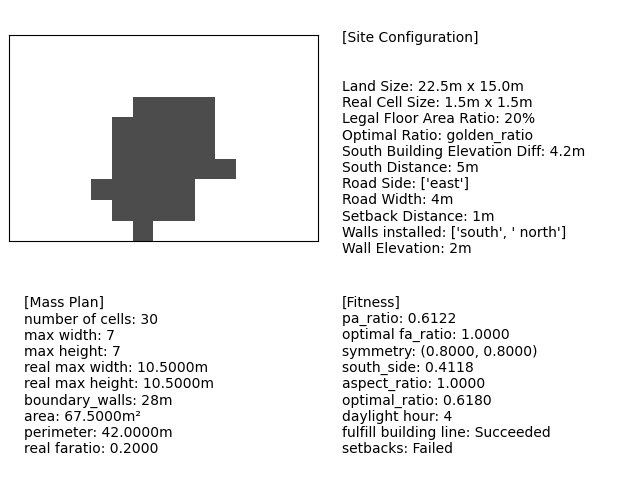 [Site Configuration]
Land Size: 22.5m x 15.0m
Real Cell Size: 1.5m x 1.5m
Legal Floor Area Ratio: 20%
Optimal Ratio: golden_ratio
South Building Elevation Diff: 4.2m
South Distance: 5m
Road Side: ['east']
Road Width: 4m
Setback Distance: 1m
Walls installed: ['south', ' north']
Wall Elevation: 2m
[Mass Plan]
number of cells: 30
max width: 7
max height: 7
real max width: 10.5000m
real max height: 10.5000m
boundary_walls: 28m
area: 67.5000m²
perimeter: 42.0000m
real faratio: 0.2000
[Fitness]
pa_ratio: 0.6122
optimal fa_ratio: 1.0000
symmetry: (0.8000, 0.8000)
south_side: 0.4118
aspect_ratio: 1.0000
optimal_ratio: 0.6180
daylight hour: 4
fulfill building line: Succeeded
setbacks: Failed